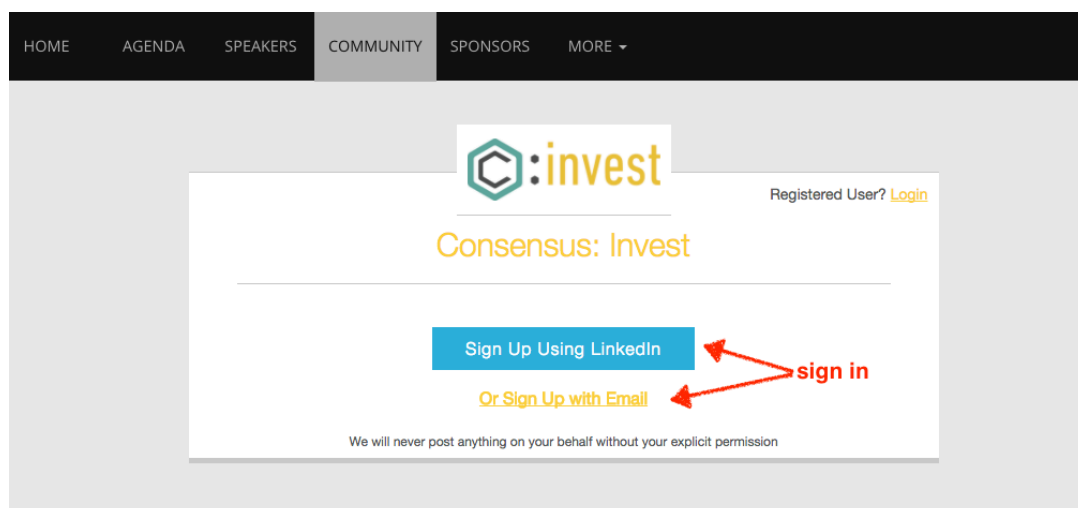 HOME AGENDA SPEAKERS COMMUNITY SPONSORS MORE
C:invest
Registered User? Login
Consensus: Invest
Sign Up Using LinkedIn
sign in
Or Sign Up with Email
We will never post anything on your behalf without your explicit permission